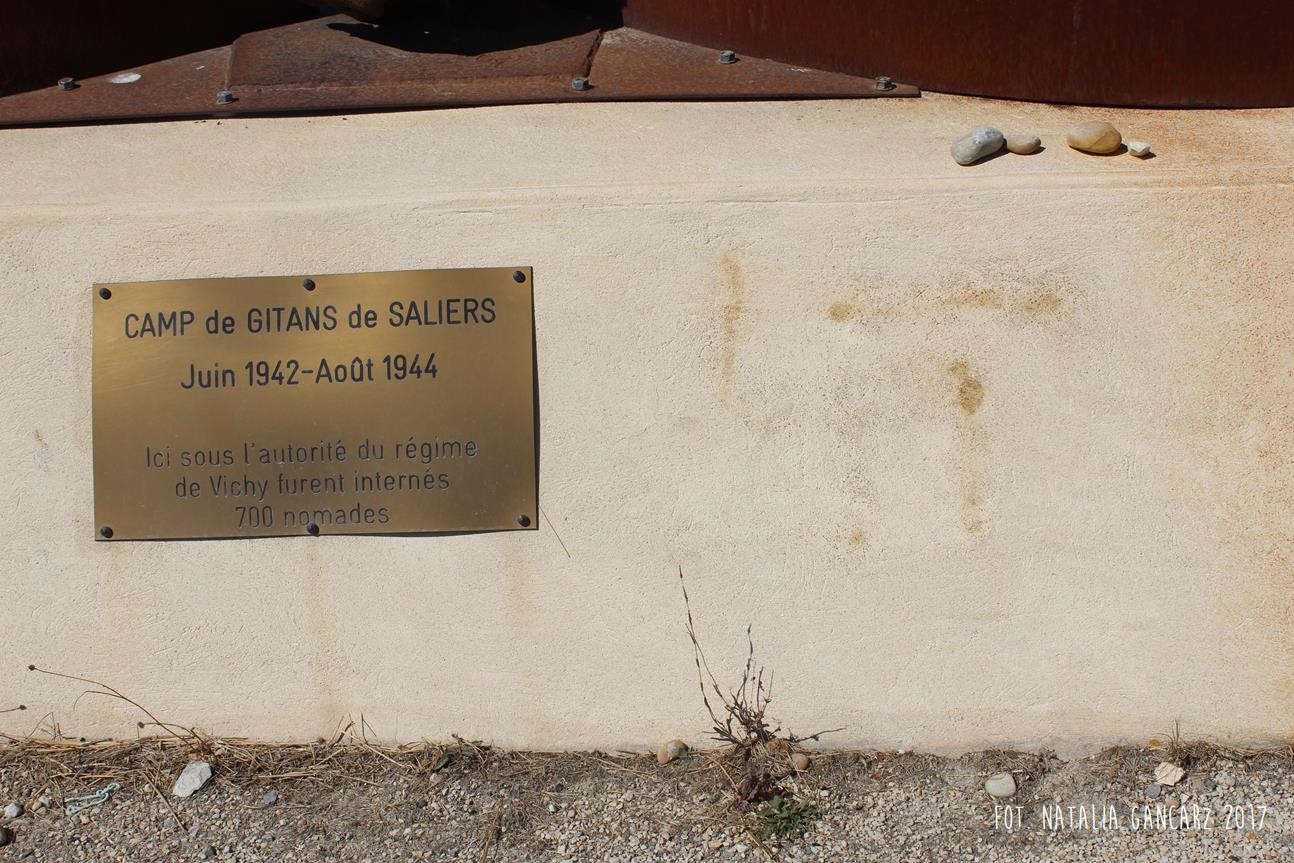 CAMP de GITANS de SALIERS
Juin 1942-Août 1944
Ici sous l'autorité du régime
de Vichy furent internés
700 nomades
FOT. NATALIA GANCARZ 2017